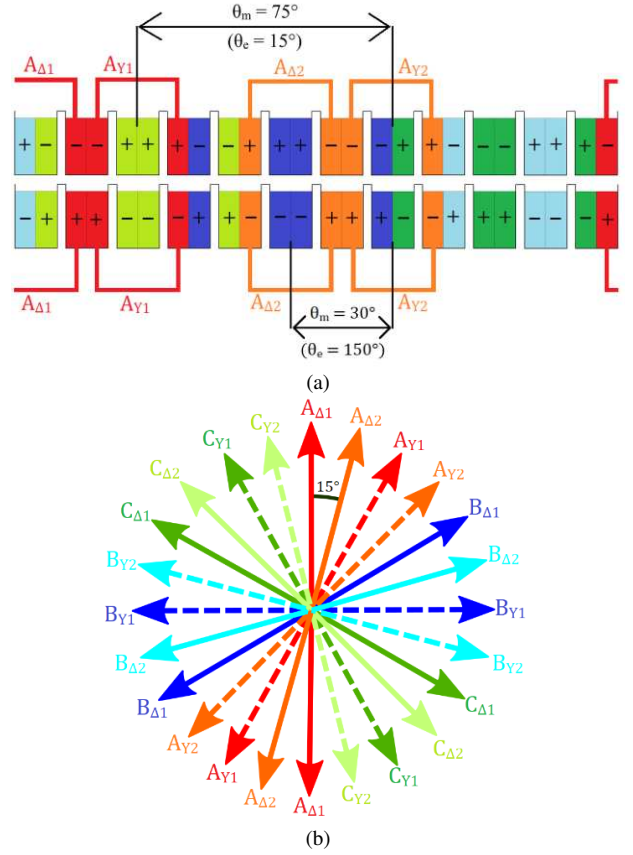 θm = 75°
(θe = 15°)
AΔ1 AY1 AΔ2 AY2
+ − − − + + + − − + + + − − − + + − − − + + + −
− + + + − − − + + − − − + + + − − + + + − − − +
AΔ1 AY1 AΔ2 AY2
θm = 30°
(θe = 150°)
(a)
AΔ1
CY2 AΔ2
CY1 AY1
CΔ2 AY2
15°
CΔ1 BΔ1
BY2 BΔ2
BY1 BY1
BΔ2 BY2
BΔ1 CΔ1
AY2 CΔ2
AY1 CY1
AΔ2 CY2
AΔ1
(b)